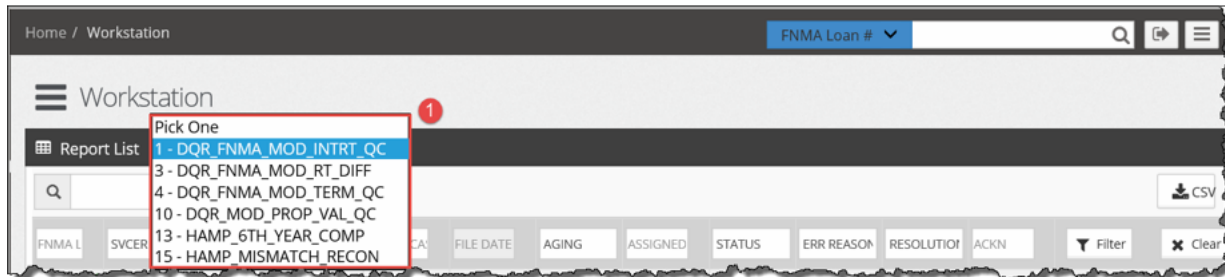 Home / Workstation FNMA Loan #
Workstation
1
Pick One
Report List 1 - DQR_FNMA_MOD_INTRT_QC
3 - DQR_FNMA_MOD_RT_DIFF
4 - DQR_FNMA_MOD_TERM_QC
CSV
10 - DQR_MOD_PROP_VAL_QC
13 - HAMP_6TH_YEAR_COMP
FNMA L SVCER CA: FILE DATE AGING ASSIGNED STATUS ERR REASON RESOLUTION ACKN Filter Clear
15 - HAMP_MISMATCH_RECON